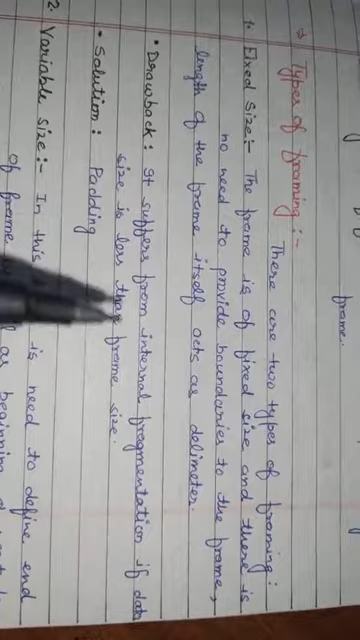 frame.
→ Types of framing :-
There are two types of framing :
1. Fixed Size :- The frame is of fixed size and there is
no need to provide boundaries to the frame,
length of the frame itself acts as delimeter.
• Drawback : It suffers from internal fragmentation if data
size is less than frame size.
• Solution : Padding
2. Variable Size :- In this is need to define end
of frame as beginning